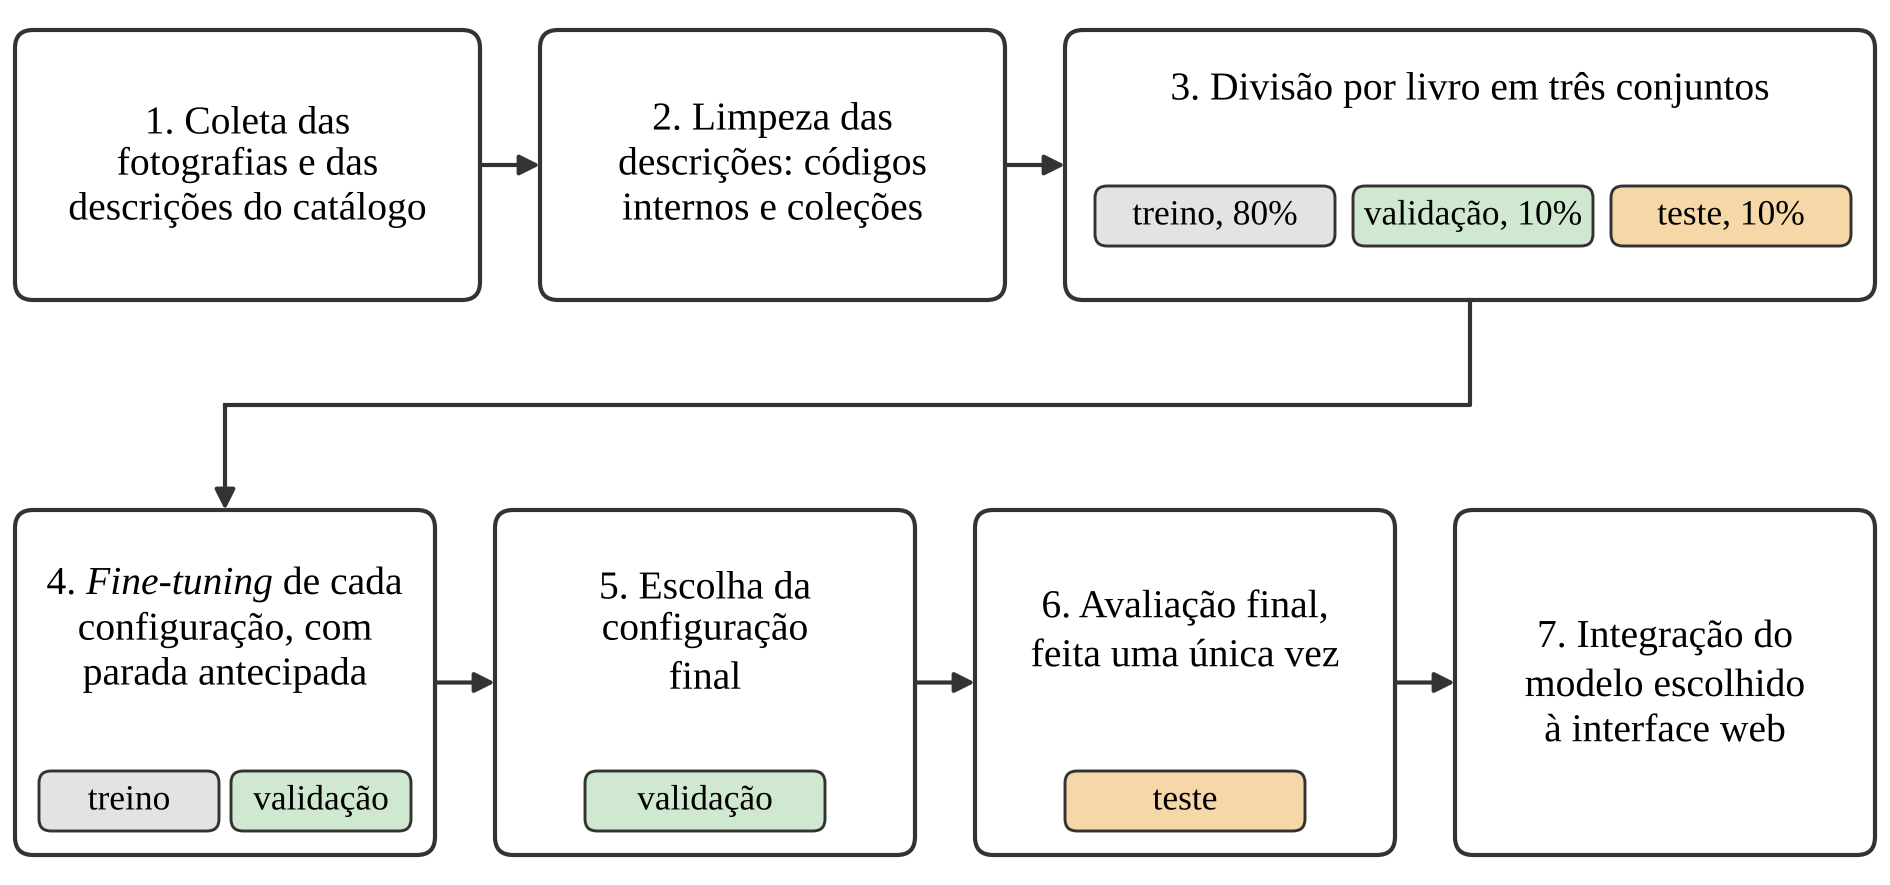 1. Coleta das
fotografias e das
descrições do catálogo
2. Limpeza das
descrições: códigos
internos e coleções
3. Divisão por livro em três conjuntos
treino, 80%
validação, 10%
teste, 10%
4. Fine-tuning de cada
configuração, com
parada antecipada
treino
validação
5. Escolha da
configuração
final
validação
6. Avaliação final,
feita uma única vez
teste
7. Integração do
modelo escolhido
à interface web